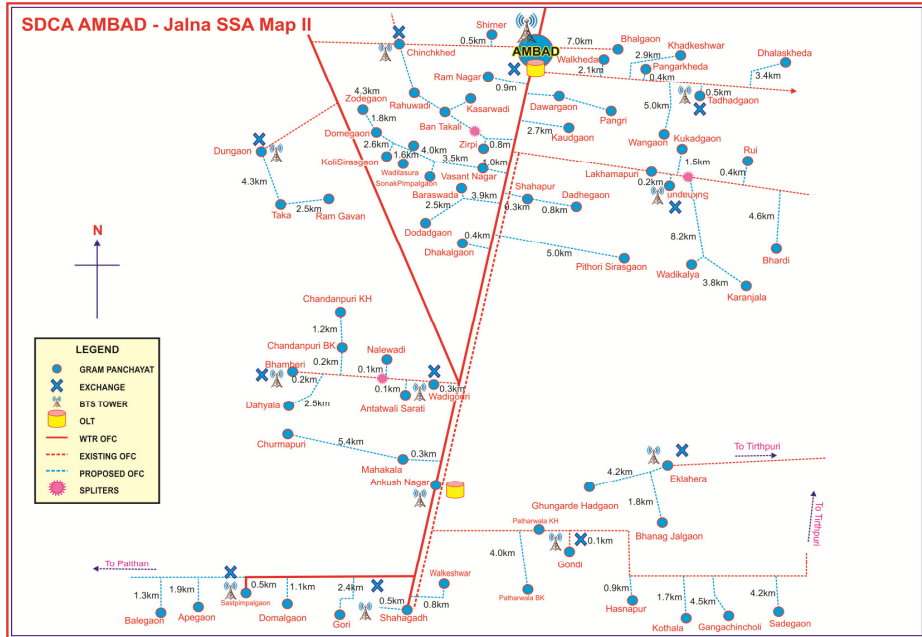 SDCA AMBAD - Jalna SSA Map II
Shirner
0.5km
7.0km
Bhalgaon
AMBAD
Chinchkhed
Walkheda
2.1km
2.9km
Khadkeshwar
Pangarkheda
0.4km
Dhalaskheda
3.4km
0.5km
Tadhadgaon
Ram Nagar
0.9m
4.3km
Zodegaon
1.8km
Rahuwadi
Kasarwadi
Dawargaon
Pangri
5.0km
Domegaon
Ban Takali
Zirpi
0.8m
2.7km
Kaudgaon
Wangaon
Kukadgaon
Dungaon
2.6km
KoliSirasgaon
1.6km
Wadilasura
4.0km
SonakPimpalgaon
3.5km
Vasant Nagar
1.0km
Lakhamapuri
0.2km
1.5km
Sukhapuri
Rui
0.4km
4.3km
Taka
2.5km
Ram Gavan
Baraswada
2.5km
3.9km
Shahapur
0.3km
0.8km
Dadhegaon
4.6km
Dodadgaon
0.4km
Dhakalgaon
5.0km
Pithori Sirasgaon
8.2km
Wadikalya
3.8km
Karanjala
Bhardi
N
Chandanpuri KH
1.2km
Chandanpuri BK
0.2km
Bhamberi
0.2km
Nalewadi
0.1km
0.1km
Antatwali Sarati
0.3km
Wadigodri
Dahyala
2.5km
LEGEND
GRAM PANCHAYAT
EXCHANGE
BTS TOWER
OLT
WTR OFC
EXISTING OFC
PROPOSED OFC
SPLITERS
Churmapuri
5.4km
Mahakala
0.3km
Ankush Nagar
To Tirthpuri
Eklahera
4.2km
Ghungarde Hadgaon
1.8km
Bhanag Jalgaon
To Tirthpuri
Patharwala KH
0.1km
Gondi
4.0km
Patharwala BK
0.9m
Hasnapur
1.7km
Kothala
4.5km
Gangachincholi
4.2km
Sadegaon
To Paithan
1.3km
Balegaon
1.9km
Apegaon
0.5km
Sastpimpalgaon
1.1km
Domalgaon
2.4km
Gori
0.5km
Shahagadh
0.8km
Walkeshwar